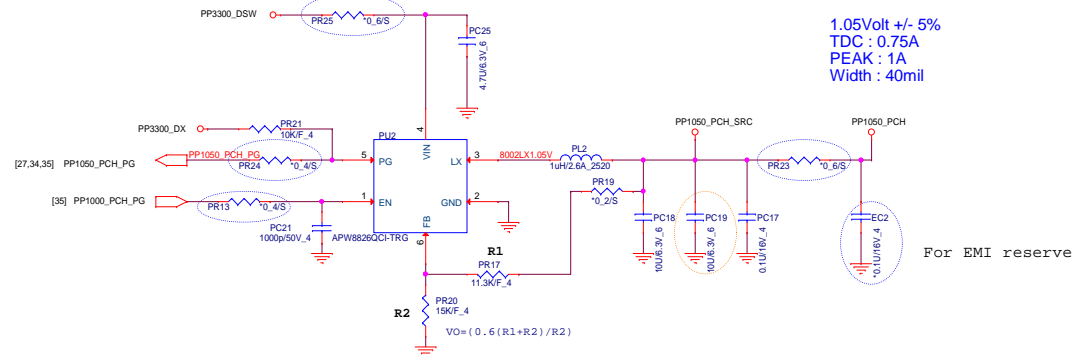 PR25
PP3300_DSW
*0_6/S
PC25
4.7U/6.3V_6
1.05Volt +/- 5%
TDC : 0.75A
PEAK : 1A
Width : 40mil
PP3300_DX
PR21
10K/F_4
PU2
4
VIN
PP1050_PCH_SRC
PP1050_PCH
[27,34,35] PP1050_PCH_PG
PP1050_PCH_PG
PR24
*0_4/S
5
PG
LX
3
8002LX1.05V
PL2
1uH/2.6A_2520
PR23
*0_6/S
PR19
*0_2/S
[35] PP1000_PCH_PG
PR13
*0_4/S
1
EN
GND
2
FB
6
PC21
1000p/50V_4
APW8826QCI-TRG
PC18
10U/6.3V_6
PC19
10U/6.3V_6
PC17
0.1U/16V_4
EC2
*0.1U/16V_4
For EMI reserve
R1
PR17
11.3K/F_4
R2
PR20
15K/F_4
VO=(0.6(R1+R2)/R2)